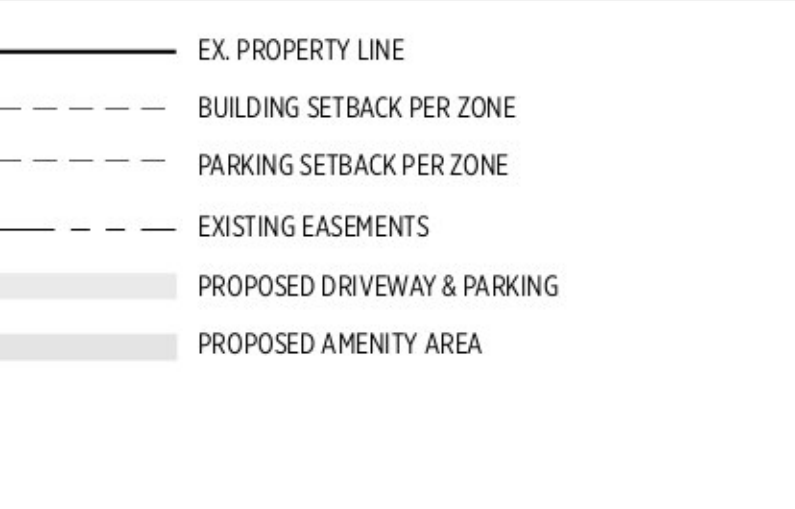 EX. PROPERTY LINE
BUILDING SETBACK PER ZONE
PARKING SETBACK PER ZONE
EXISTING EASEMENTS
PROPOSED DRIVEWAY & PARKING
PROPOSED AMENITY AREA